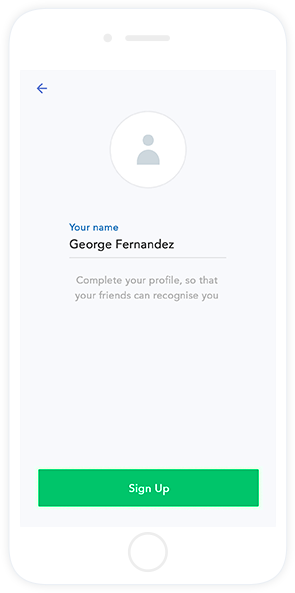 Your name
George Fernandez
Complete your profile, so that
your friends can recognise you
Sign Up